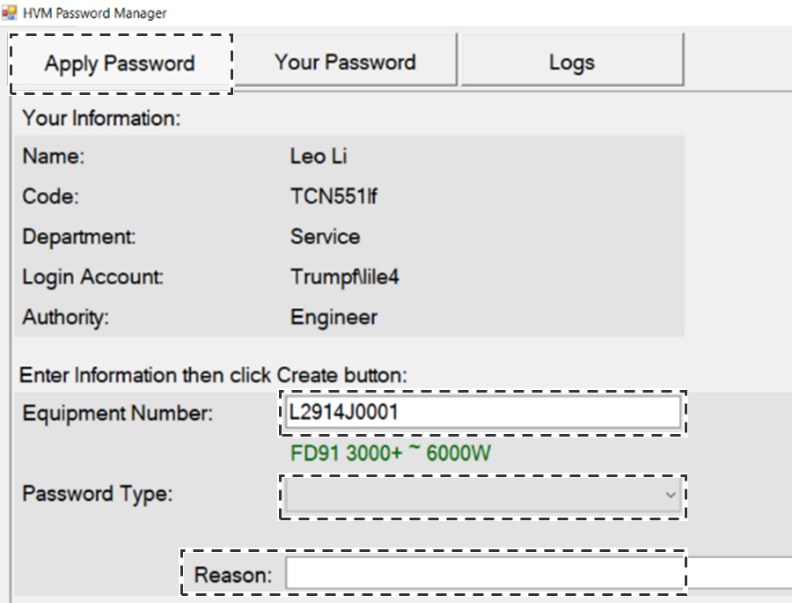 HVM Password Manager
Apply Password Your Password Logs
Your Information:
Name: Leo Li
Code: TCN551lf
Department: Service
Login Account: Trumpf\lile4
Authority: Engineer
Enter Information then click Create button:
Equipment Number: L2914J0001
FD91 3000+ ~ 6000W
Password Type:
Reason: